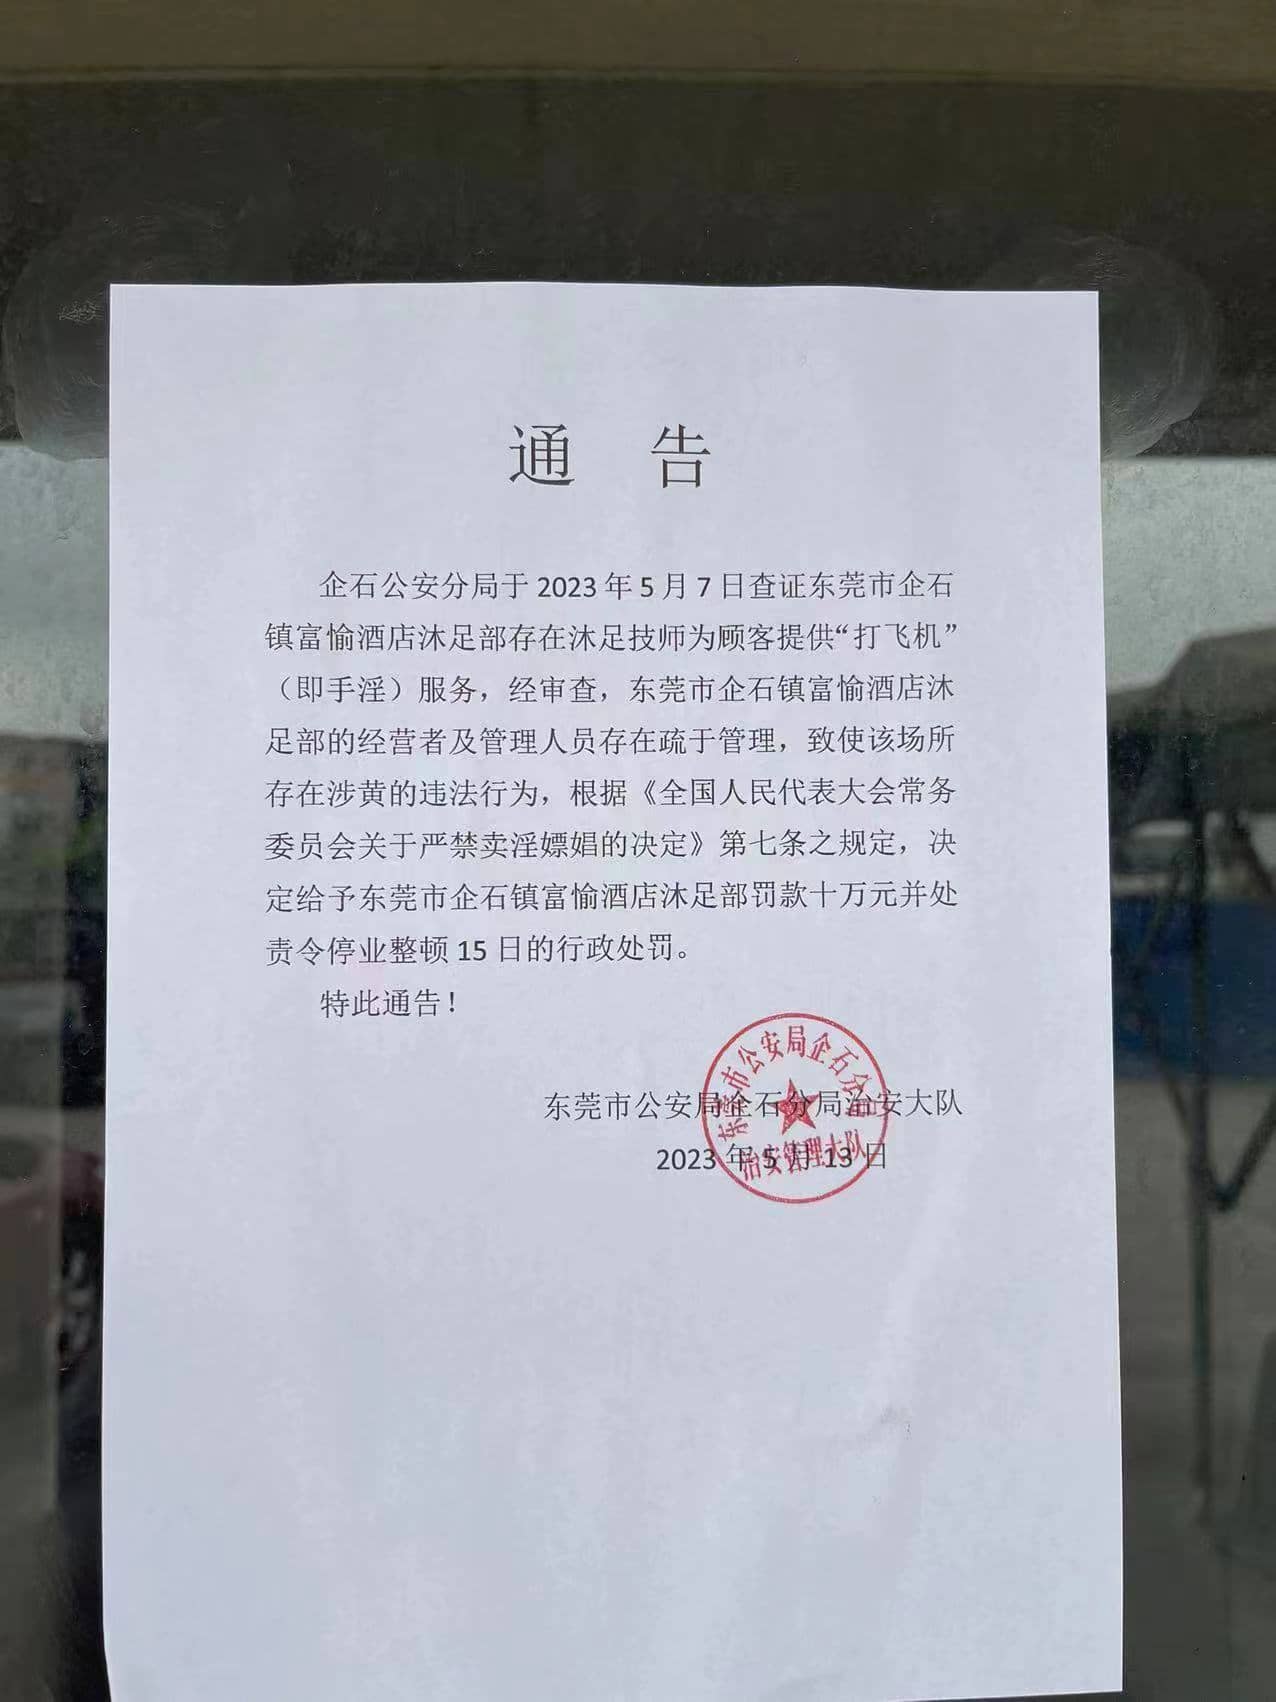 通 告
企石公安分局于 2023 年 5 月 7 日查证东莞市企石
镇富愉酒店沐足部存在沐足技师为顾客提供“打飞机”
（即手淫）服务，经审查，东莞市企石镇富愉酒店沐
足部的经营者及管理人员存在疏于管理，致使该场所
存在涉黄的违法行为，根据《全国人民代表大会常务
委员会关于严禁卖淫嫖娼的决定》第七条之规定，决
定给予东莞市企石镇富愉酒店沐足部罚款十万元并处
责令停业整顿 15 日的行政处罚。
特此通告！
东莞市公安局企石分局治安大队
2023 年 5 月 13 日
东莞市公安局企石分局
治安管理大队